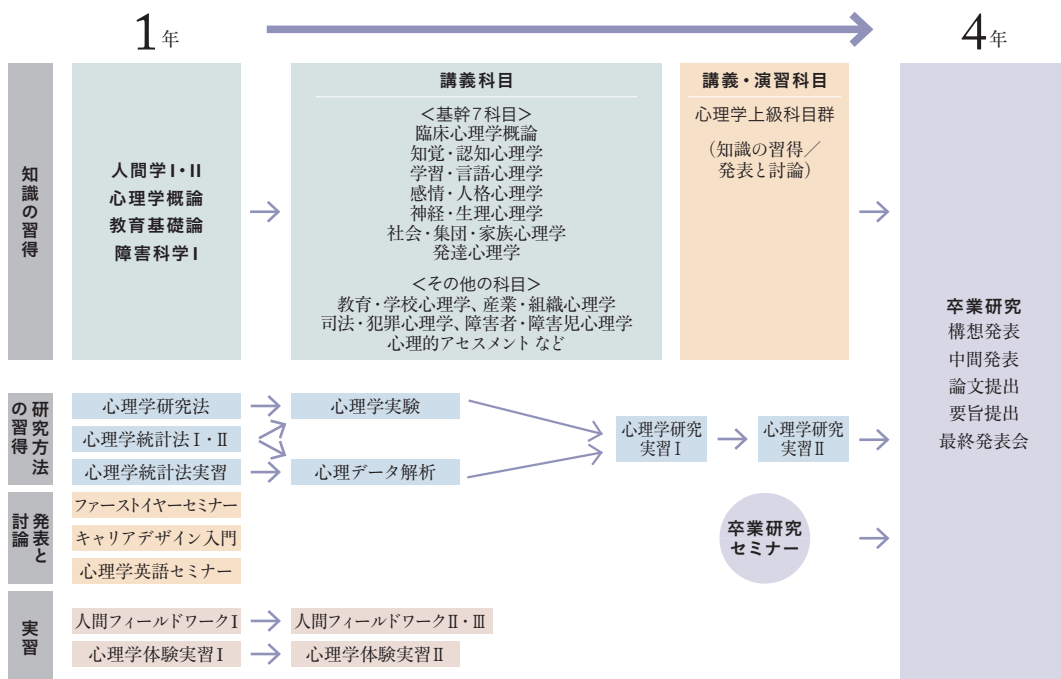 1年
4年
知識の習得
人間学I・II
心理学概論
教育基礎論
障害科学I
講義科目
＜基幹7科目＞
臨床心理学概論
知覚・認知心理学
学習・言語心理学
感情・人格心理学
神経・生理心理学
社会・集団・家族心理学
発達心理学
＜その他の科目＞
教育・学校心理学、産業・組織心理学
司法・犯罪心理学、障害者・障害児心理学
心理的アセスメント など
講義・演習科目
心理学上級科目群
（知識の習得／
発表と討論）
卒業研究
構想発表
中間発表
論文提出
要旨提出
最終発表会
研究方法
の習得
心理学研究法
心理学統計法Ⅰ・Ⅱ
心理学統計法実習
心理学実験
心理データ解析
心理学研究
実習Ⅰ
心理学研究
実習Ⅱ
発表と
討論
ファーストイヤーセミナー
キャリアデザイン入門
心理学英語セミナー
卒業研究
セミナー
実習
人間フィールドワークⅠ
人間フィールドワークⅡ・Ⅲ
心理学体験実習Ⅰ
心理学体験実習Ⅱ